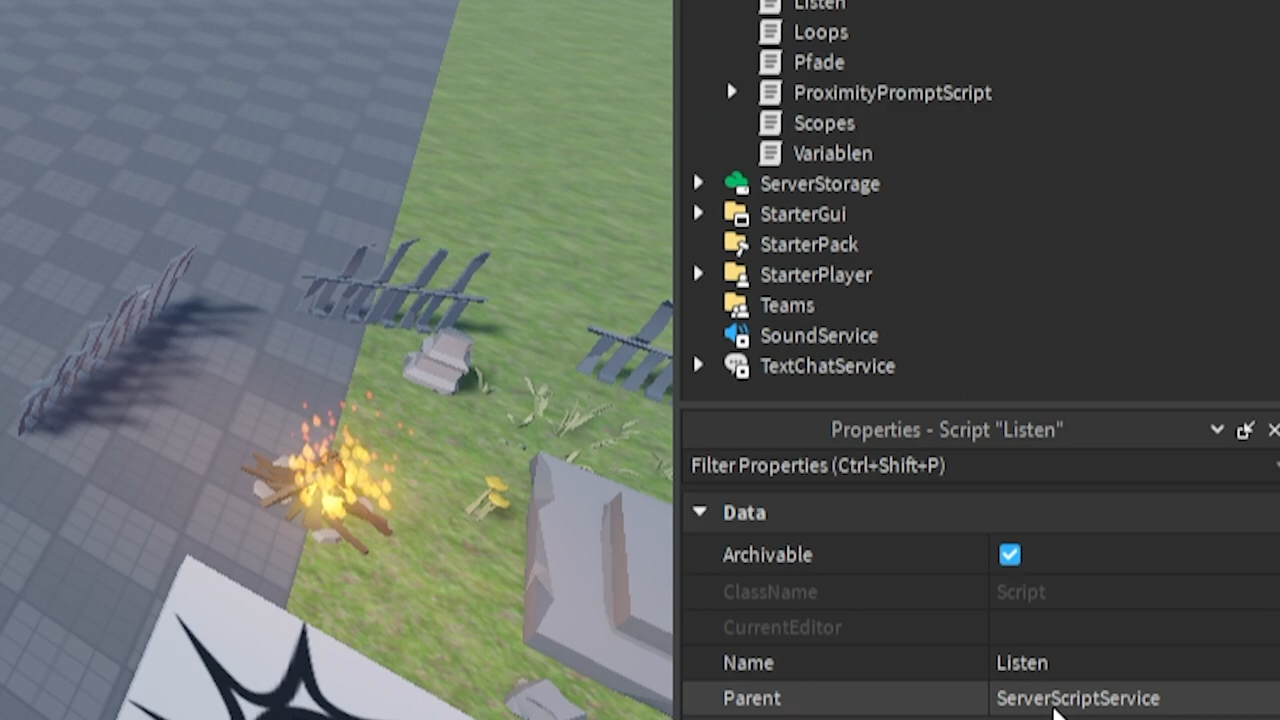 Listen
Loops
Pfade
ProximityPromptScript
Scopes
Variablen
ServerStorage
StarterGui
StarterPack
StarterPlayer
Teams
SoundService
TextChatService
Properties - Script "Listen"
Filter Properties (Ctrl+Shift+P)
Data
Archivable
ClassName Script
CurrentEditor
Name Listen
Parent ServerScriptService